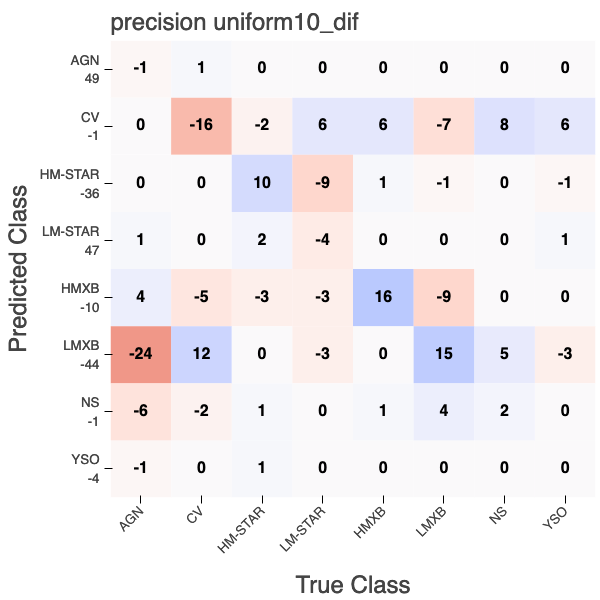 precision uniform10_dif
Predicted Class
AGN
49
-1 1 0 0 0 0 0 0
CV
-1
0 -16 -2 6 6 -7 8 6
HM-STAR
-36
0 0 10 -9 1 -1 0 -1
LM-STAR
47
1 0 2 -4 0 0 0 1
HMXB
-10
4 -5 -3 -3 16 -9 0 0
LMXB
-44
-24 12 0 -3 0 15 5 -3
NS
-1
-6 -2 1 0 1 4 2 0
YSO
-4
-1 0 1 0 0 0 0 0
AGN CV HM-STAR LM-STAR HMXB LMXB NS YSO
True Class